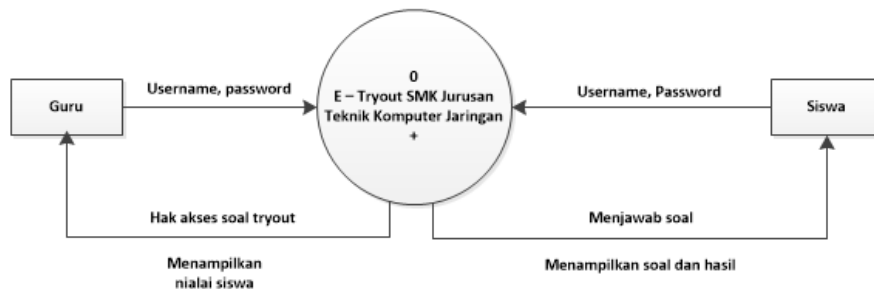 0
E – Tryout SMK Jurusan
Teknik Komputer Jaringan
+
Guru
Username, password
Username, Password
Siswa
Hak akses soal tryout
Menampilkan
nialai siswa
Menjawab soal
Menampilkan soal dan hasil